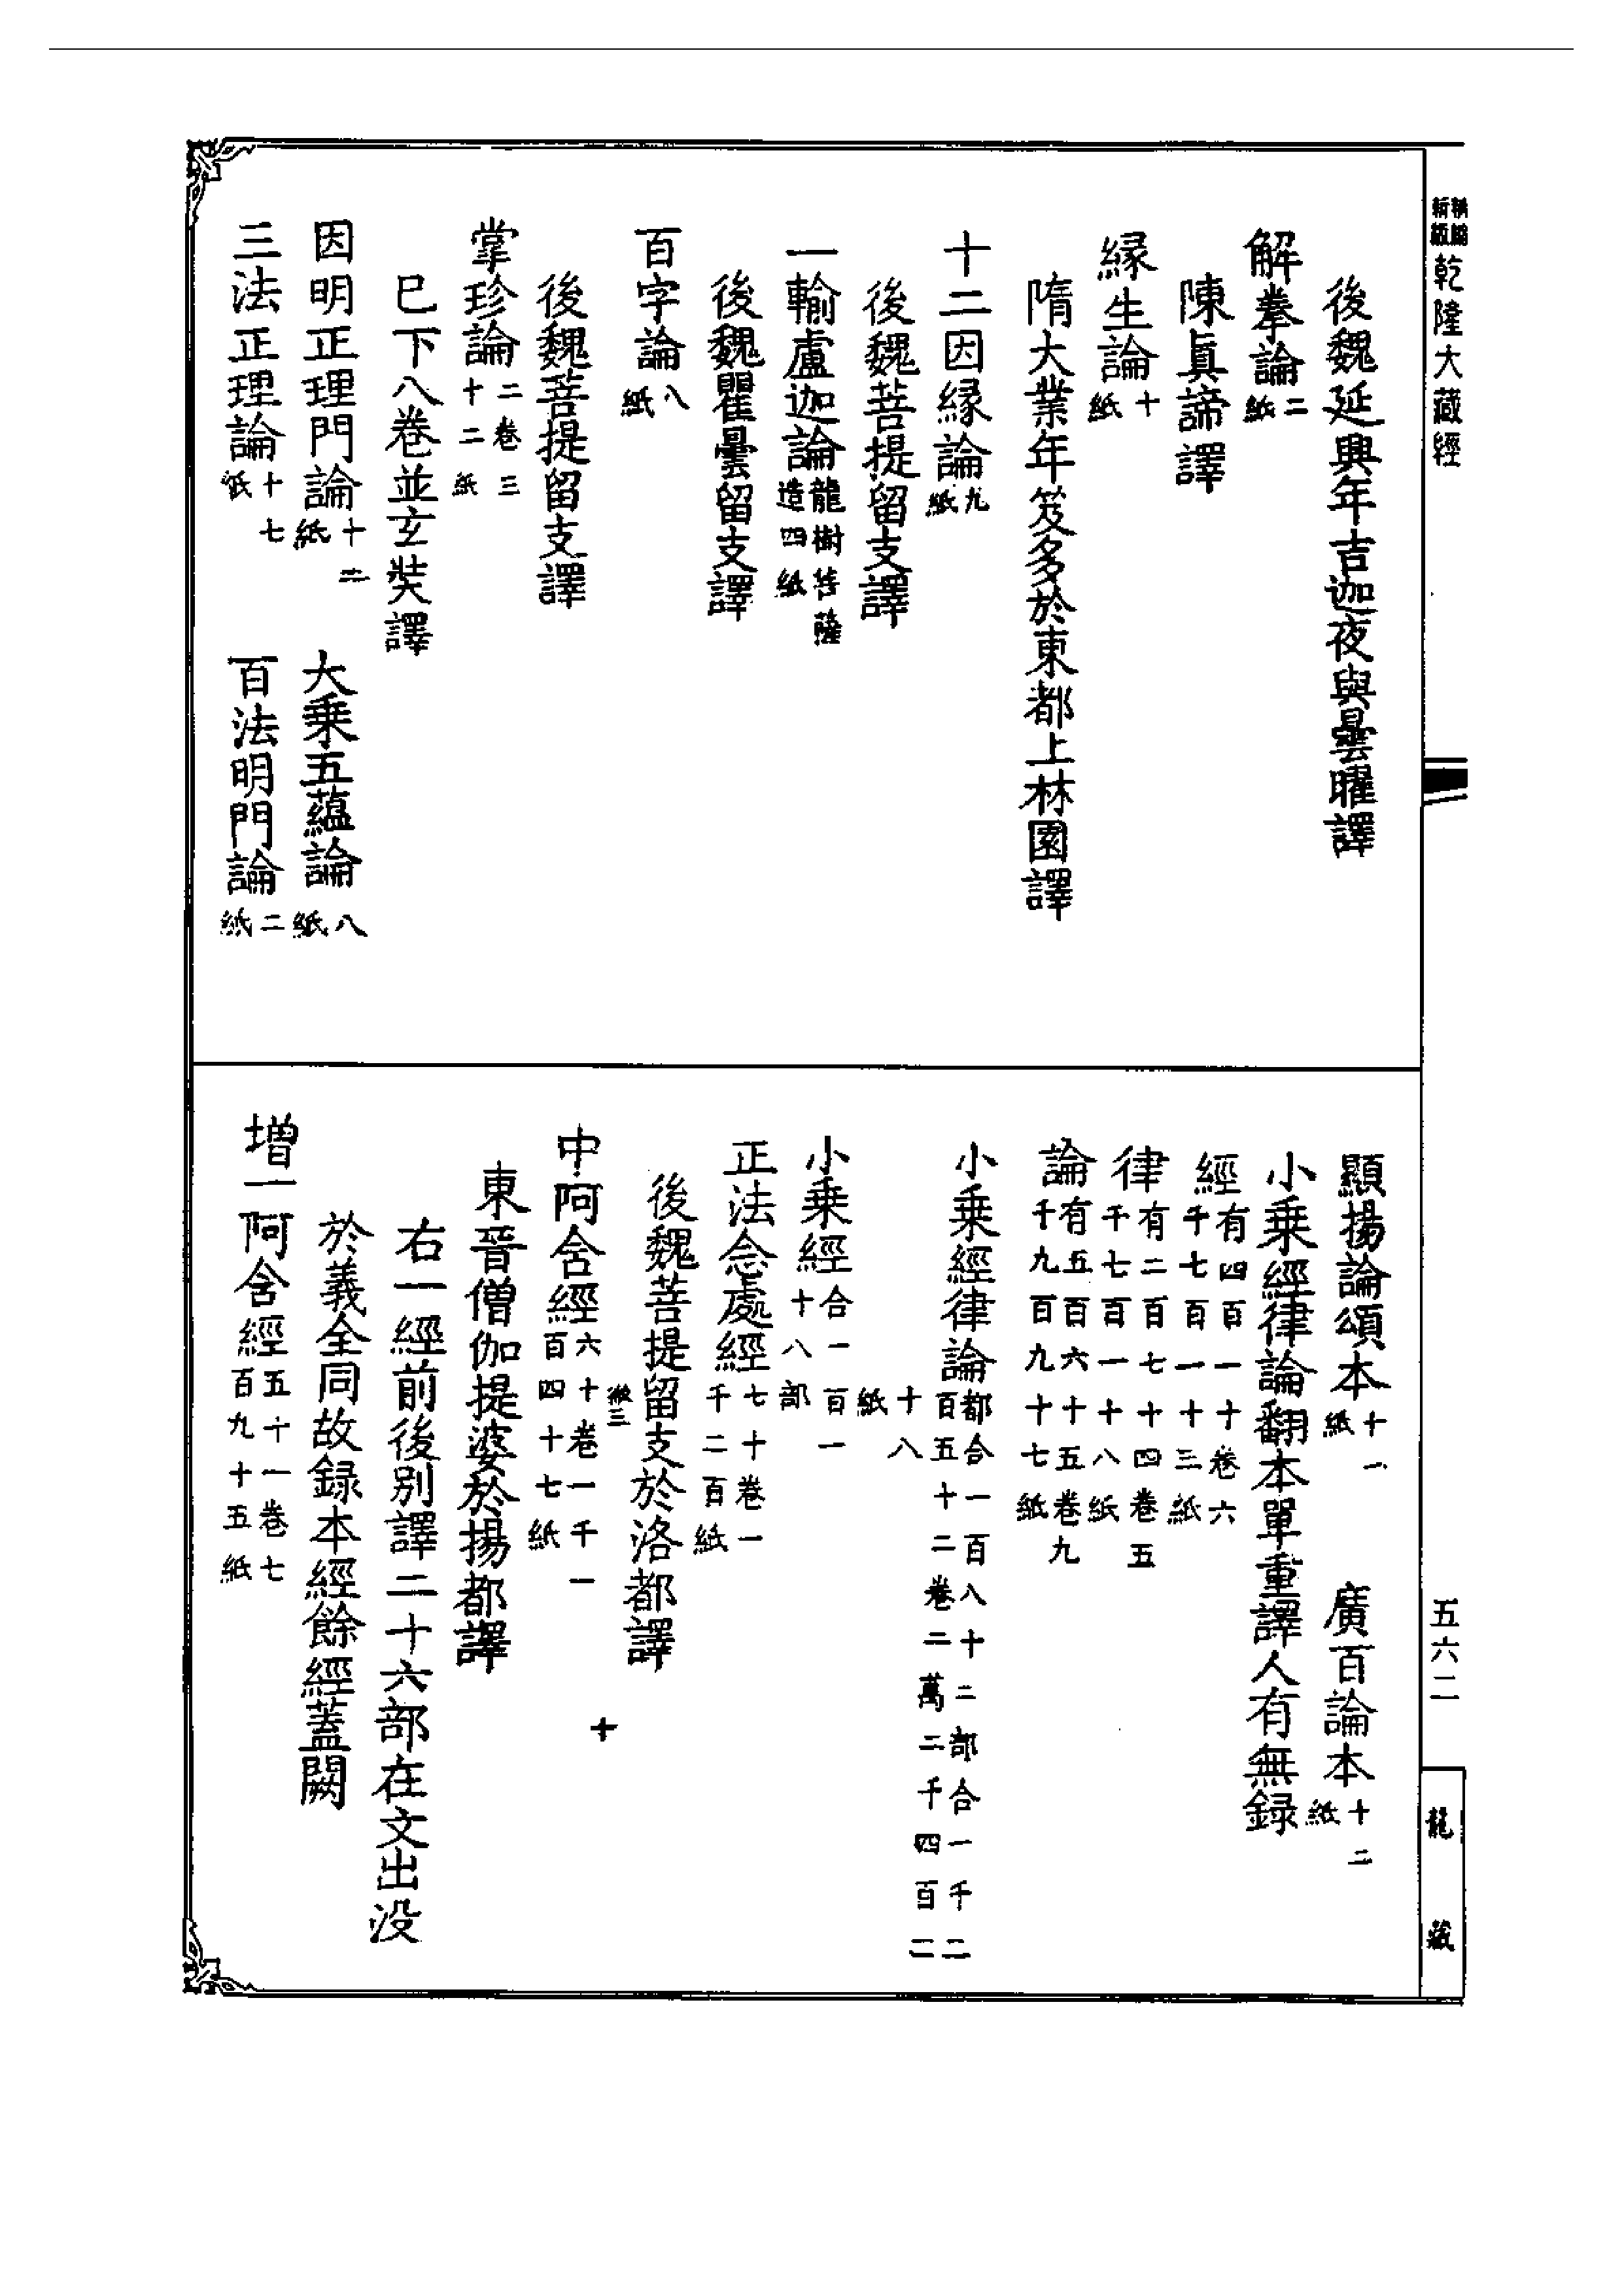 新編
縮版
乾隆大藏經
五六二
龍藏
後魏延興年吉迦夜與曇曜譯
解拳論二紙
陳眞諦譯
緣生論十紙
隋大業年笈多於東都上林園譯
十二因緣論九紙
後魏菩提留支譯
一輸盧迦論龍樹菩薩造四紙
後魏瞿曇留支譯
百字論八紙
後魏菩提留支譯
掌珍論二卷三十二紙
已下八卷並玄奘譯
因明正理門論十二紙　大乘五蘊論八紙
三法正理論十七紙　百法明門論二紙
顯揚論頌本十一紙　廣百論本十二紙
小乘經律論翻本單重譯人有無録
經有四百一十卷六千七百一十三紙
律有二百七十四卷五千七百一十八紙
論有五百六十五卷九千九百九十七紙
小乘經律論都合一百八十二部合一千二百五十二卷二萬二千四百二十八紙
小乘經合一百一十八部
正法念處經七十卷一千二百紙
後魏菩提留支於洛都譯
徽三
十
中阿含經六十卷一千一百四十七紙
東晉僧伽提婆於揚都譯
右一經前後別譯二十六部在文出没
於義全同故録本經餘經蓋闕
增一阿含經五十一卷七百九十五紙